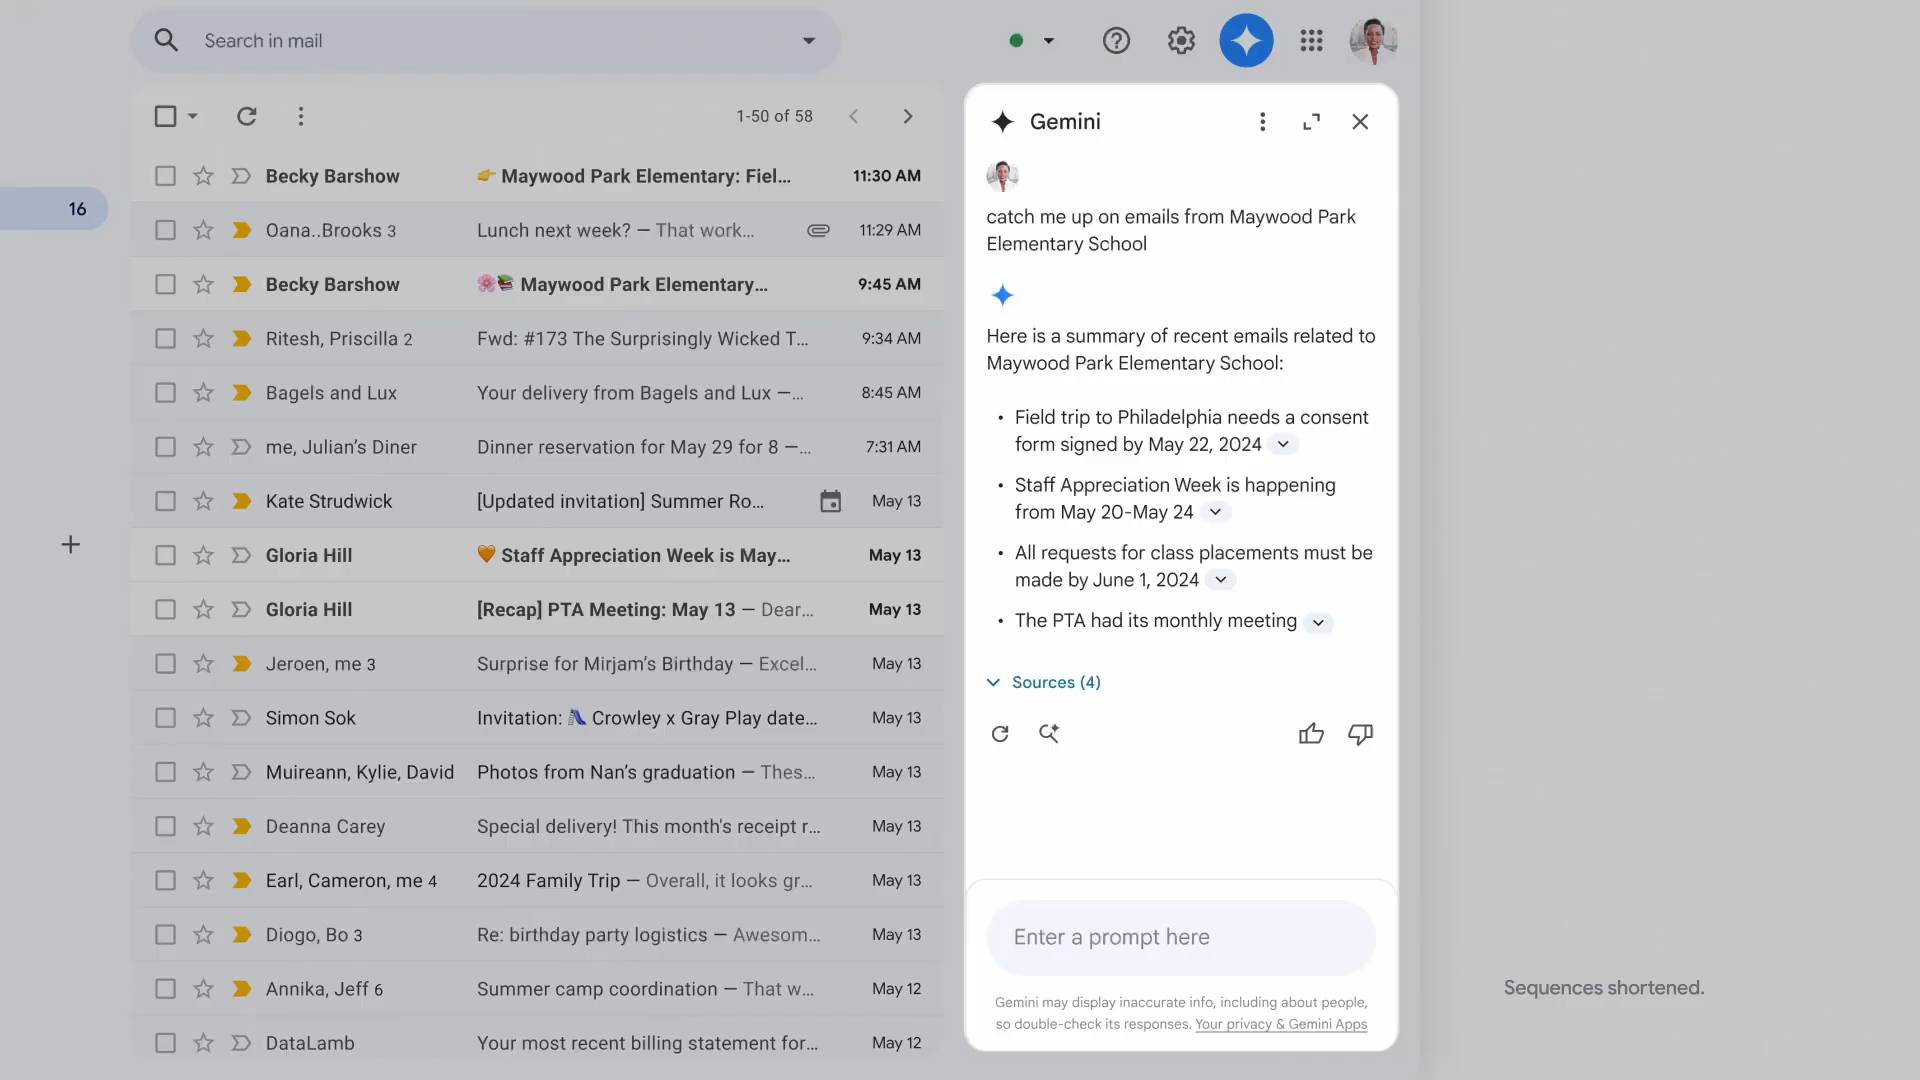 Search in mail
1-50 of 58
16
Becky Barshow 👉 Maywood Park Elementary: Fiel... 11:30 AM
Oana..Brooks 3 Lunch next week? — That work... 11:29 AM
Becky Barshow 🌸📚 Maywood Park Elementary... 9:45 AM
Ritesh, Priscilla 2 Fwd: #173 The Surprisingly Wicked T... 9:34 AM
Bagels and Lux Your delivery from Bagels and Lux —... 8:45 AM
me, Julian’s Diner Dinner reservation for May 29 for 8 —... 7:31 AM
Kate Strudwick [Updated invitation] Summer Ro... May 13
Gloria Hill 🧡 Staff Appreciation Week is May... May 13
Gloria Hill [Recap] PTA Meeting: May 13 — Dear... May 13
Jeroen, me 3 Surprise for Mirjam’s Birthday — Excel... May 13
Simon Sok Invitation: 🛝 Crowley x Gray Play date... May 13
Muireann, Kylie, David Photos from Nan’s graduation — Thes... May 13
Deanna Carey Special delivery! This month's receipt r... May 13
Earl, Cameron, me 4 2024 Family Trip — Overall, it looks gr... May 13
Diogo, Bo 3 Re: birthday party logistics — Awesom... May 13
Annika, Jeff 6 Summer camp coordination — That w... May 12
DataLamb Your most recent billing statement for... May 12
Gemini
catch me up on emails from Maywood Park
Elementary School
Here is a summary of recent emails related to
Maywood Park Elementary School:
• Field trip to Philadelphia needs a consent
form signed by May 22, 2024
• Staff Appreciation Week is happening
from May 20-May 24
• All requests for class placements must be
made by June 1, 2024
• The PTA had its monthly meeting
Sources (4)
Enter a prompt here
Gemini may display inaccurate info, including about people,
so double-check its responses. Your privacy & Gemini Apps
Sequences shortened.